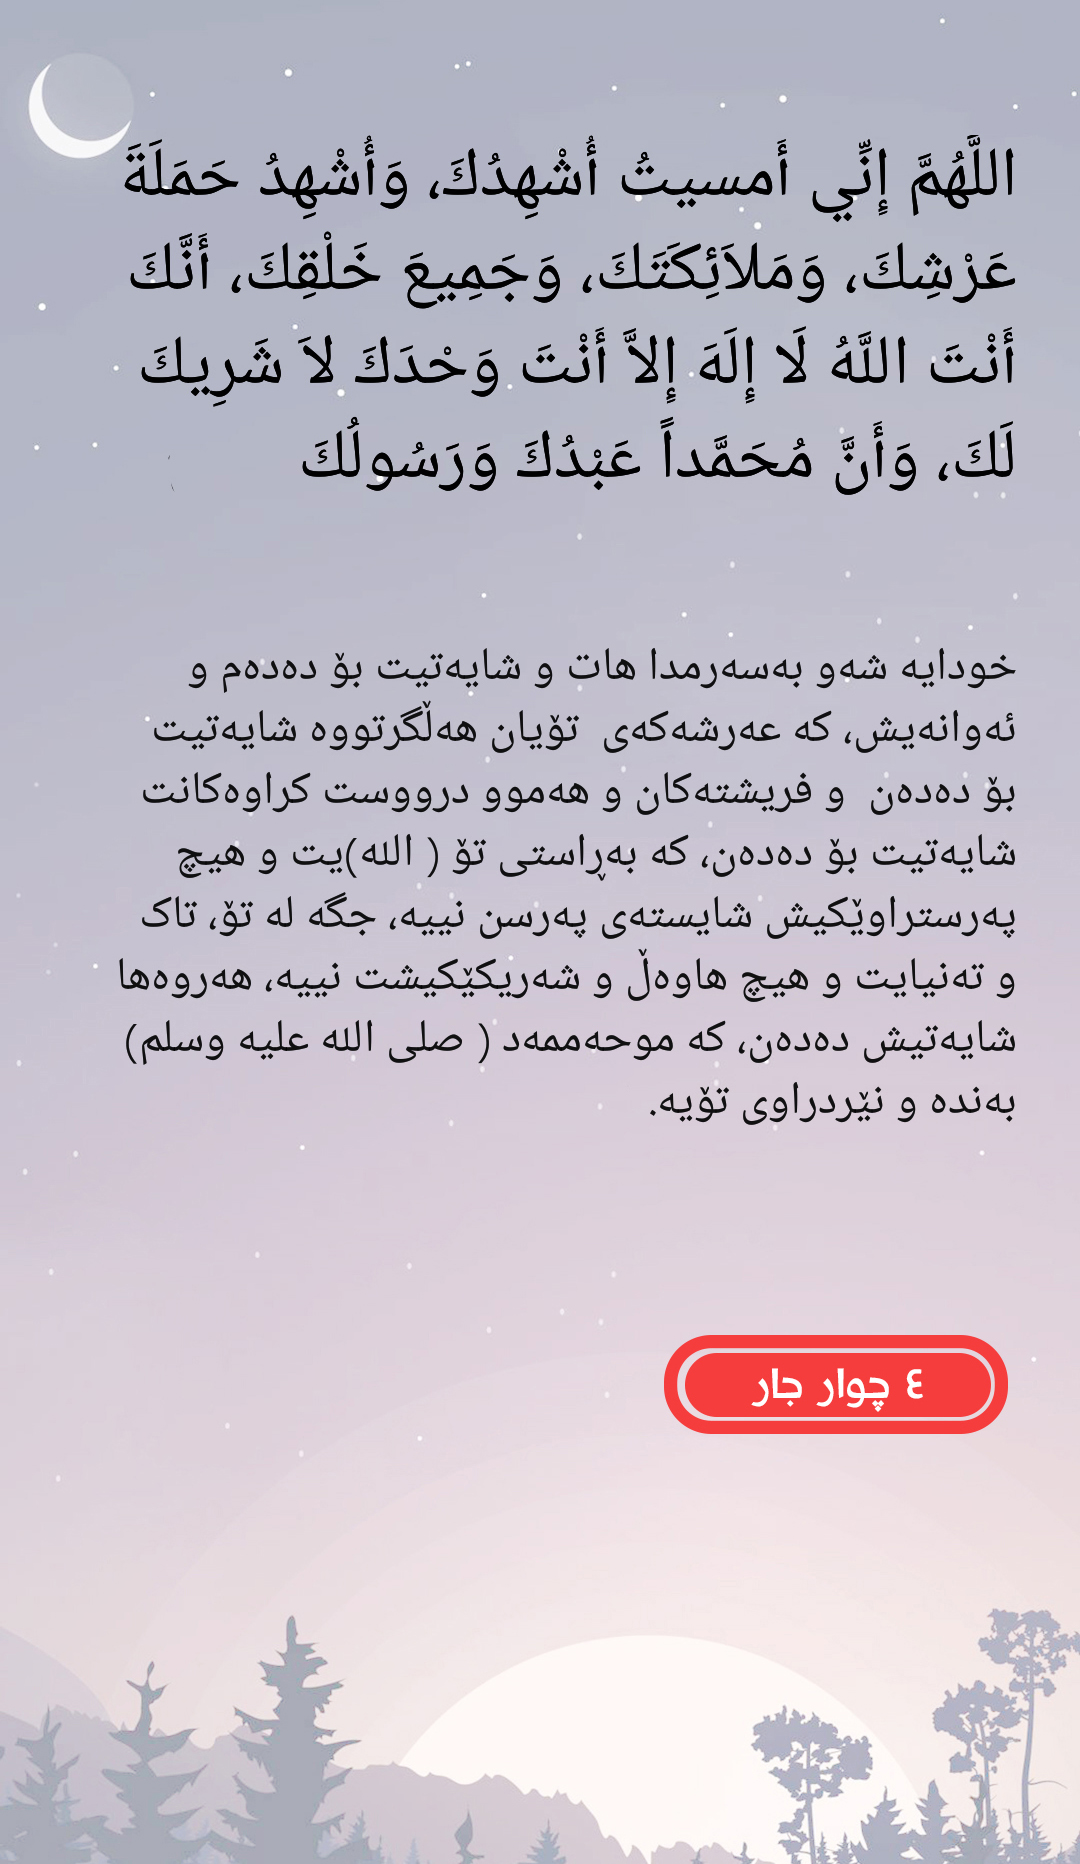 اللَّهُمَّ إِنِّي أَمسيتُ أُشْهِدُكَ، وَأُشْهِدُ حَمَلَةَ
عَرْشِكَ، وَمَلاَئِكَتَكَ، وَجَمِيعَ خَلْقِكَ، أَنَّكَ
أَنْتَ اللَّهُ لَا إِلَهَ إِلاَّ أَنْتَ وَحْدَكَ لاَ شَرِيكَ
لَكَ، وَأَنَّ مُحَمَّداً عَبْدُكَ وَرَسُولُكَ
خودایە شەو بەسەرمدا هات و شایەتیت بۆ دەدەم و
ئەوانەیش، کە عەرشەکەی تۆیان هەڵگرتووە شایەتیت
بۆ دەدەن و فریشتەکان و هەموو درووست کراوەکانت
شایەتیت بۆ دەدەن، کە بەڕاستی تۆ ( الله)یت و هیچ
پەرستراوێکیش شایستەی پەرسن نییە، جگە لە تۆ، تاک
و تەنیایت و هیچ هاوەڵ و شەریکێکیشت نییە، هەروەها
شایەتیش دەدەن، کە موحەممەد ( صلى الله عليه وسلم)
بەندە و نێردراوی تۆیە.
٤ چوار جار